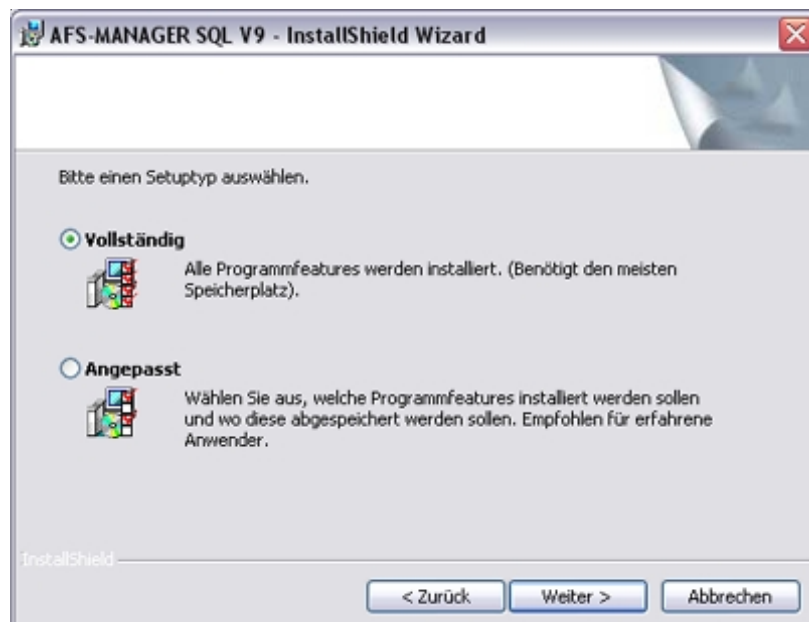 AFS-MANAGER SQL V9 - InstallShield Wizard
Bitte einen Setuptyp auswählen.
Vollständig
Alle Programmfeatures werden installiert. (Benötigt den meisten
Speicherplatz).
Angepasst
Wählen Sie aus, welche Programmfeatures installiert werden sollen
und wo diese abgespeichert werden sollen. Empfohlen für erfahrene
Anwender.
InstallShield
< Zurück
Weiter >
Abbrechen